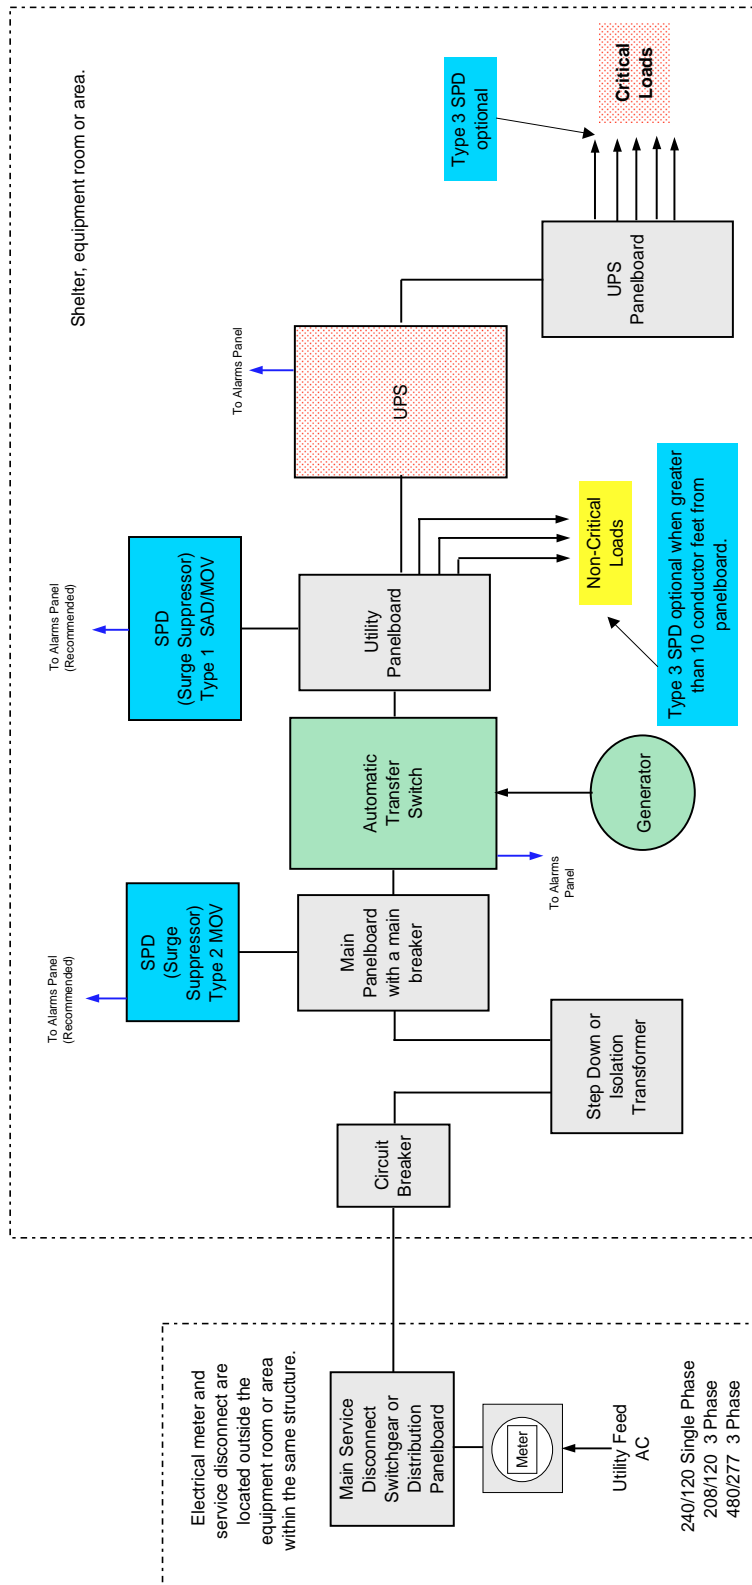 Shelter, equipment room or area.
Electrical meter and
service disconnect are
located outside the
equipment room or area
within the same structure.
Main Service
Disconnect
Switchgear or
Distribution
Panelboard
Meter
Utility Feed
AC
240/120 Single Phase
208/120  3 Phase
480/277  3 Phase
Circuit
Breaker
Step Down or
Isolation
Transformer
To Alarms Panel
(Recommended)
SPD
(Surge
Suppressor)
Type 2 MOV
Main
Panelboard
with a main
breaker
Automatic
Transfer
Switch
To Alarms
Panel
Generator
To Alarms Panel
(Recommended)
SPD
(Surge Suppressor)
Type 1  SAD/MOV
Utility
Panelboard
Non-Critical
Loads
Type 3 SPD optional when greater
than 10 conductor feet from
panelboard.
To Alarms Panel
UPS
UPS
Panelboard
Type 3 SPD
optional
Critical
Loads